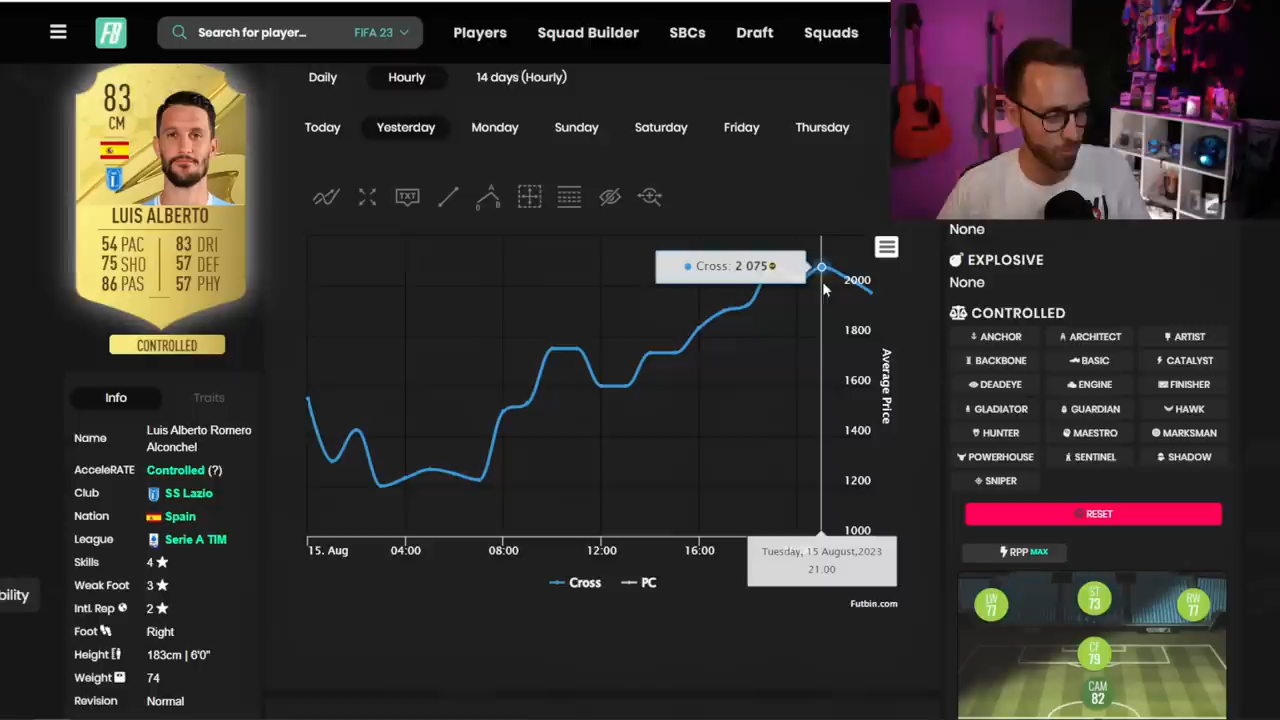 FB
Search for player...
FIFA 23
Players
Squad Builder
SBCs
Draft
Squads
Daily
Hourly
14 days (Hourly)
Today
Yesterday
Monday
Sunday
Saturday
Friday
Thursday
TXT
83
CM
LUIS ALBERTO
54 PAC
83 DRI
75 SHO
57 DEF
86 PAS
57 PHY
CONTROLLED
Info
Traits
Name
Luis Alberto Romero
Alconchel
AcceleRATE
Controlled (?)
Club
SS Lazio
Nation
Spain
League
Serie A TIM
Skills
4
Weak Foot
3
Intl. Rep
2
Foot
Right
Height
183cm | 6'0"
Weight
74
Revision
Normal
bility
Cross: 2 075
2000
1800
1600
1400
1200
1000
Average Price
15. Aug
04:00
08:00
12:00
16:00
Tuesday, 15 August,2023
21.00
Cross
PC
Futbin.com
None
EXPLOSIVE
None
CONTROLLED
ANCHOR
ARCHITECT
ARTIST
BACKBONE
BASIC
CATALYST
DEADEYE
ENGINE
FINISHER
GLADIATOR
GUARDIAN
HAWK
HUNTER
MAESTRO
MARKSMAN
POWERHOUSE
SENTINEL
SHADOW
SNIPER
RESET
RPP MAX
LW
77
ST
73
RW
77
CF
79
CAM
82